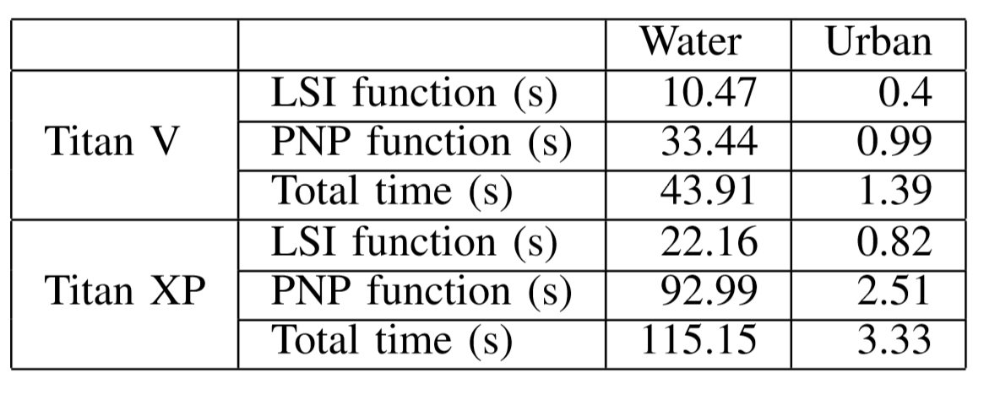 Water Urban
LSI function (s) 10.47 0.4
Titan V PNP function (s) 33.44 0.99
Total time (s) 43.91 1.39
LSI function (s) 22.16 0.82
Titan XP PNP function (s) 92.99 2.51
Total time (s) 115.15 3.33